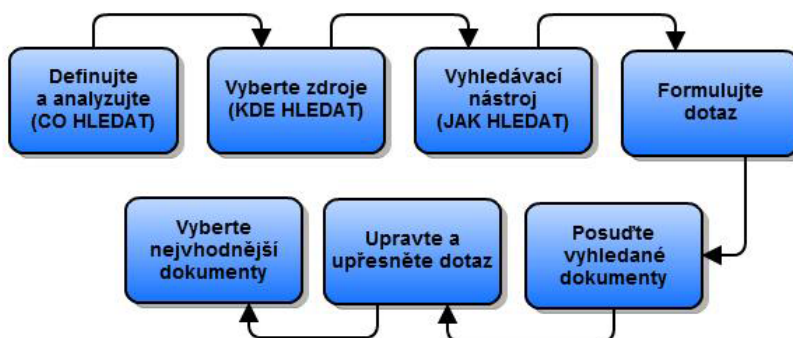 Definujte
a analyzujte
(CO HLEDAT)
Vyberte zdroje
(KDE HLEDAT)
Vyhledávací
nástroj
(JAK HLEDAT)
Formulujte
dotaz
Posuďte
vyhledané
dokumenty
Upravte a
upřesněte dotaz
Vyberte
nejvhodnější
dokumenty